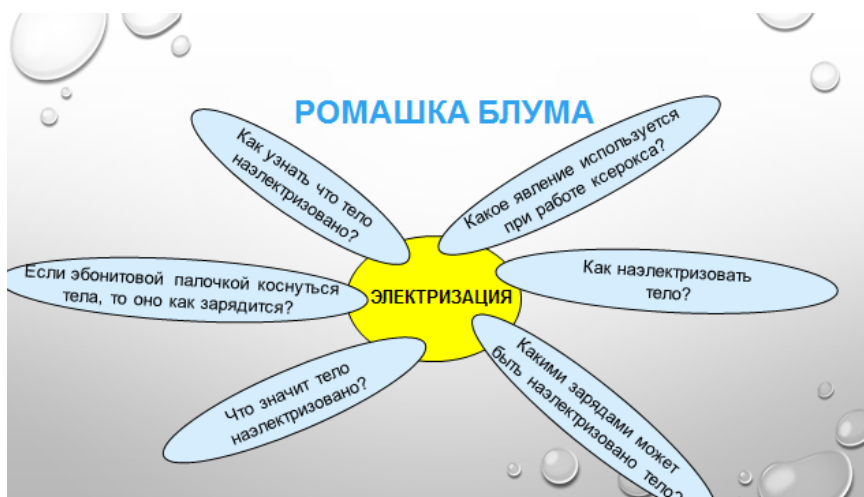 РОМАШКА БЛУМА
Как узнать что тело
наэлектризовано?
Какое явление используется
при работе ксерокса?
Если эбонитовой палочкой коснуться
тела, то оно как зарядится?
ЭЛЕКТРИЗАЦИЯ
Как наэлектризовать
тело?
Что значит тело
наэлектризовано?
Какими зарядами может
быть наэлектризовано тело?